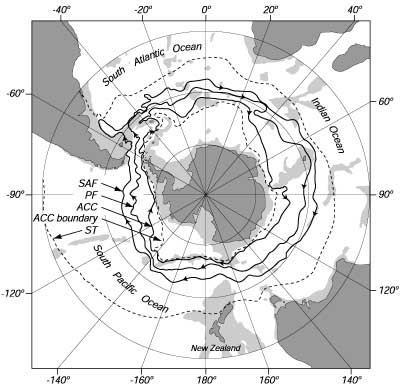 -40° -20° 0° 20° 40°
South Atlantic Ocean
-60° 60°
Indian Ocean
SAF
-90° PF 90°
ACC
ACC boundary
ST
South Pacific Ocean
-120° 120°
New Zealand
-140° -160° 180° 160° 140°